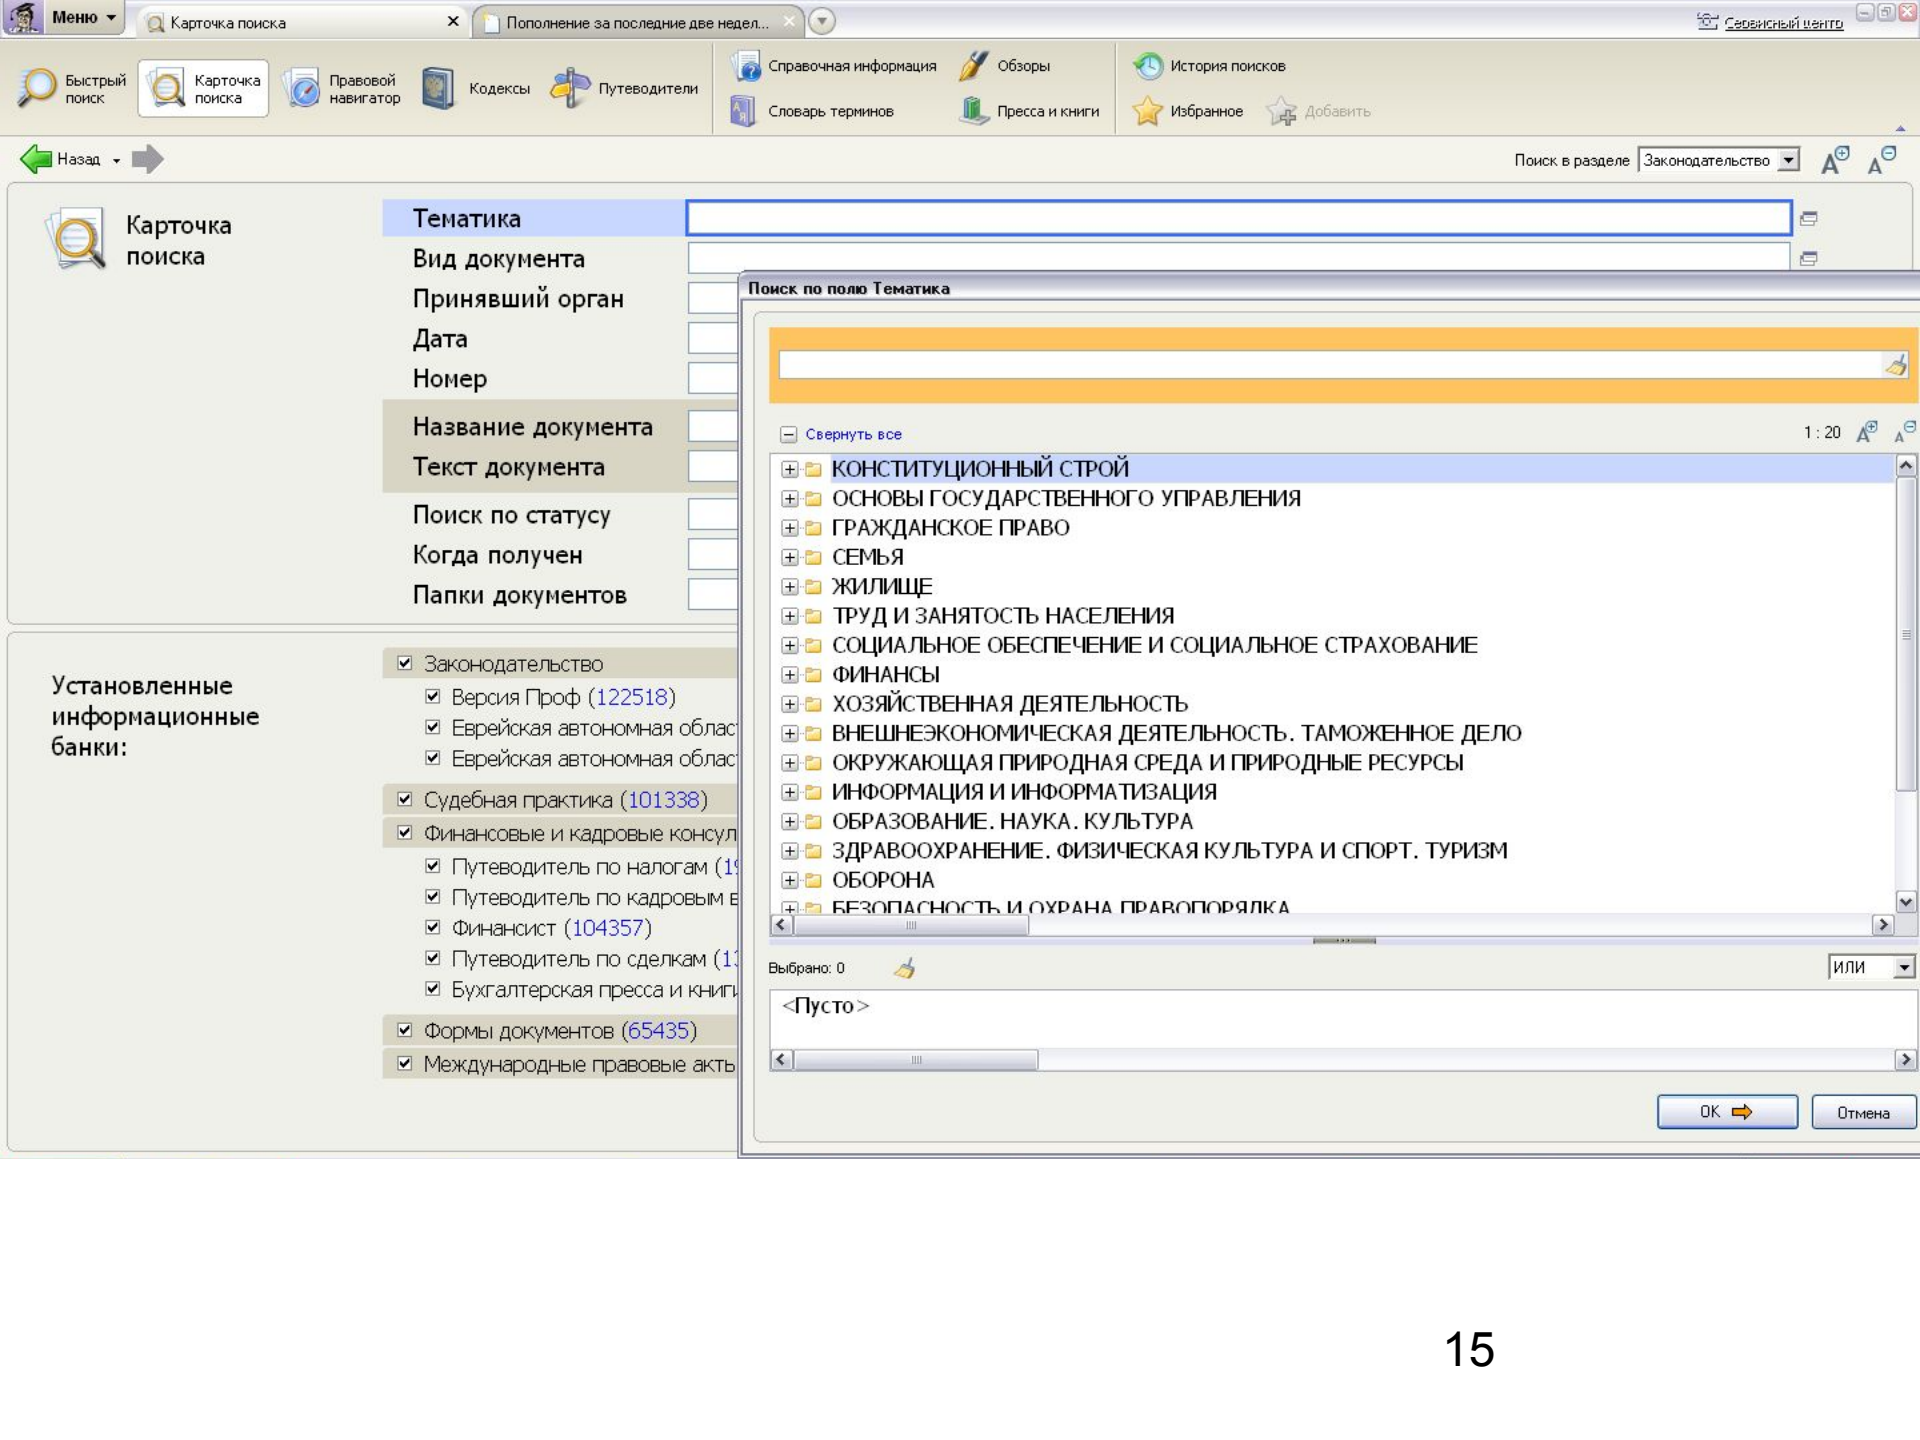 Меню
Карточка поиска
Пополнение за последние две недел...
Сервисный центр
Быстрый поиск
Карточка поиска
Правовой навигатор
Кодексы
Путеводители
Справочная информация
Обзоры
История поисков
Словарь терминов
Пресса и книги
Избранное
Добавить
Назад
Поиск в разделе Законодательство
Карточка
поиска
Тематика
Вид документа
Принявший орган
Дата
Номер
Название документа
Текст документа
Поиск по статусу
Когда получен
Папки документов
Установленные
информационные
банки:
Законодательство
Версия Проф (122518)
Еврейская автономная облас
Еврейская автономная облас
Судебная практика (101338)
Финансовые и кадровые консул
Путеводитель по налогам (1
Путеводитель по кадровым в
Финансист (104357)
Путеводитель по сделкам (1
Бухгалтерская пресса и книги
Формы документов (65435)
Международные правовые акты
Поиск по полю Тематика
Свернуть все
1 : 20
КОНСТИТУЦИОННЫЙ СТРОЙ
ОСНОВЫ ГОСУДАРСТВЕННОГО УПРАВЛЕНИЯ
ГРАЖДАНСКОЕ ПРАВО
СЕМЬЯ
ЖИЛИЩЕ
ТРУД И ЗАНЯТОСТЬ НАСЕЛЕНИЯ
СОЦИАЛЬНОЕ ОБЕСПЕЧЕНИЕ И СОЦИАЛЬНОЕ СТРАХОВАНИЕ
ФИНАНСЫ
ХОЗЯЙСТВЕННАЯ ДЕЯТЕЛЬНОСТЬ
ВНЕШНЕЭКОНОМИЧЕСКАЯ ДЕЯТЕЛЬНОСТЬ. ТАМОЖЕННОЕ ДЕЛО
ОКРУЖАЮЩАЯ ПРИРОДНАЯ СРЕДА И ПРИРОДНЫЕ РЕСУРСЫ
ИНФОРМАЦИЯ И ИНФОРМАТИЗАЦИЯ
ОБРАЗОВАНИЕ. НАУКА. КУЛЬТУРА
ЗДРАВООХРАНЕНИЕ. ФИЗИЧЕСКАЯ КУЛЬТУРА И СПОРТ. ТУРИЗМ
ОБОРОНА
БЕЗОПАСНОСТЬ И ОХРАНА ПРАВОПОРЯДКА
Выбрано: 0
ИЛИ
<Пусто>
OK
Отмена
15